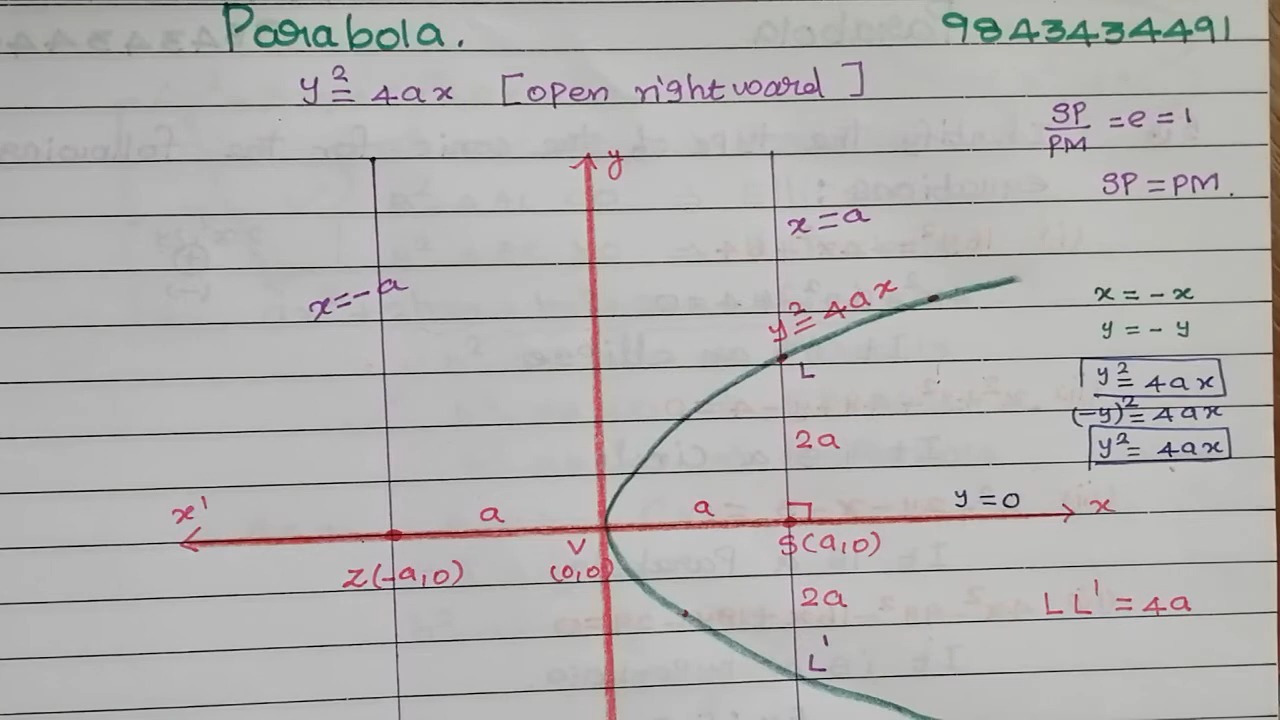 Parabola.
9843434491
y² = 4ax [open rightward]
SP/PM = e = 1
SP = PM.
y
x = a
x = -a
y² = 4ax
L
x = -x
y = -y
y² = 4ax
(-y)² = 4ax
y² = 4ax
2a
x'
a
a
y = 0
x
Z(-a,0)
V
(0,0)
S(a,0)
2a
LL' = 4a
L'